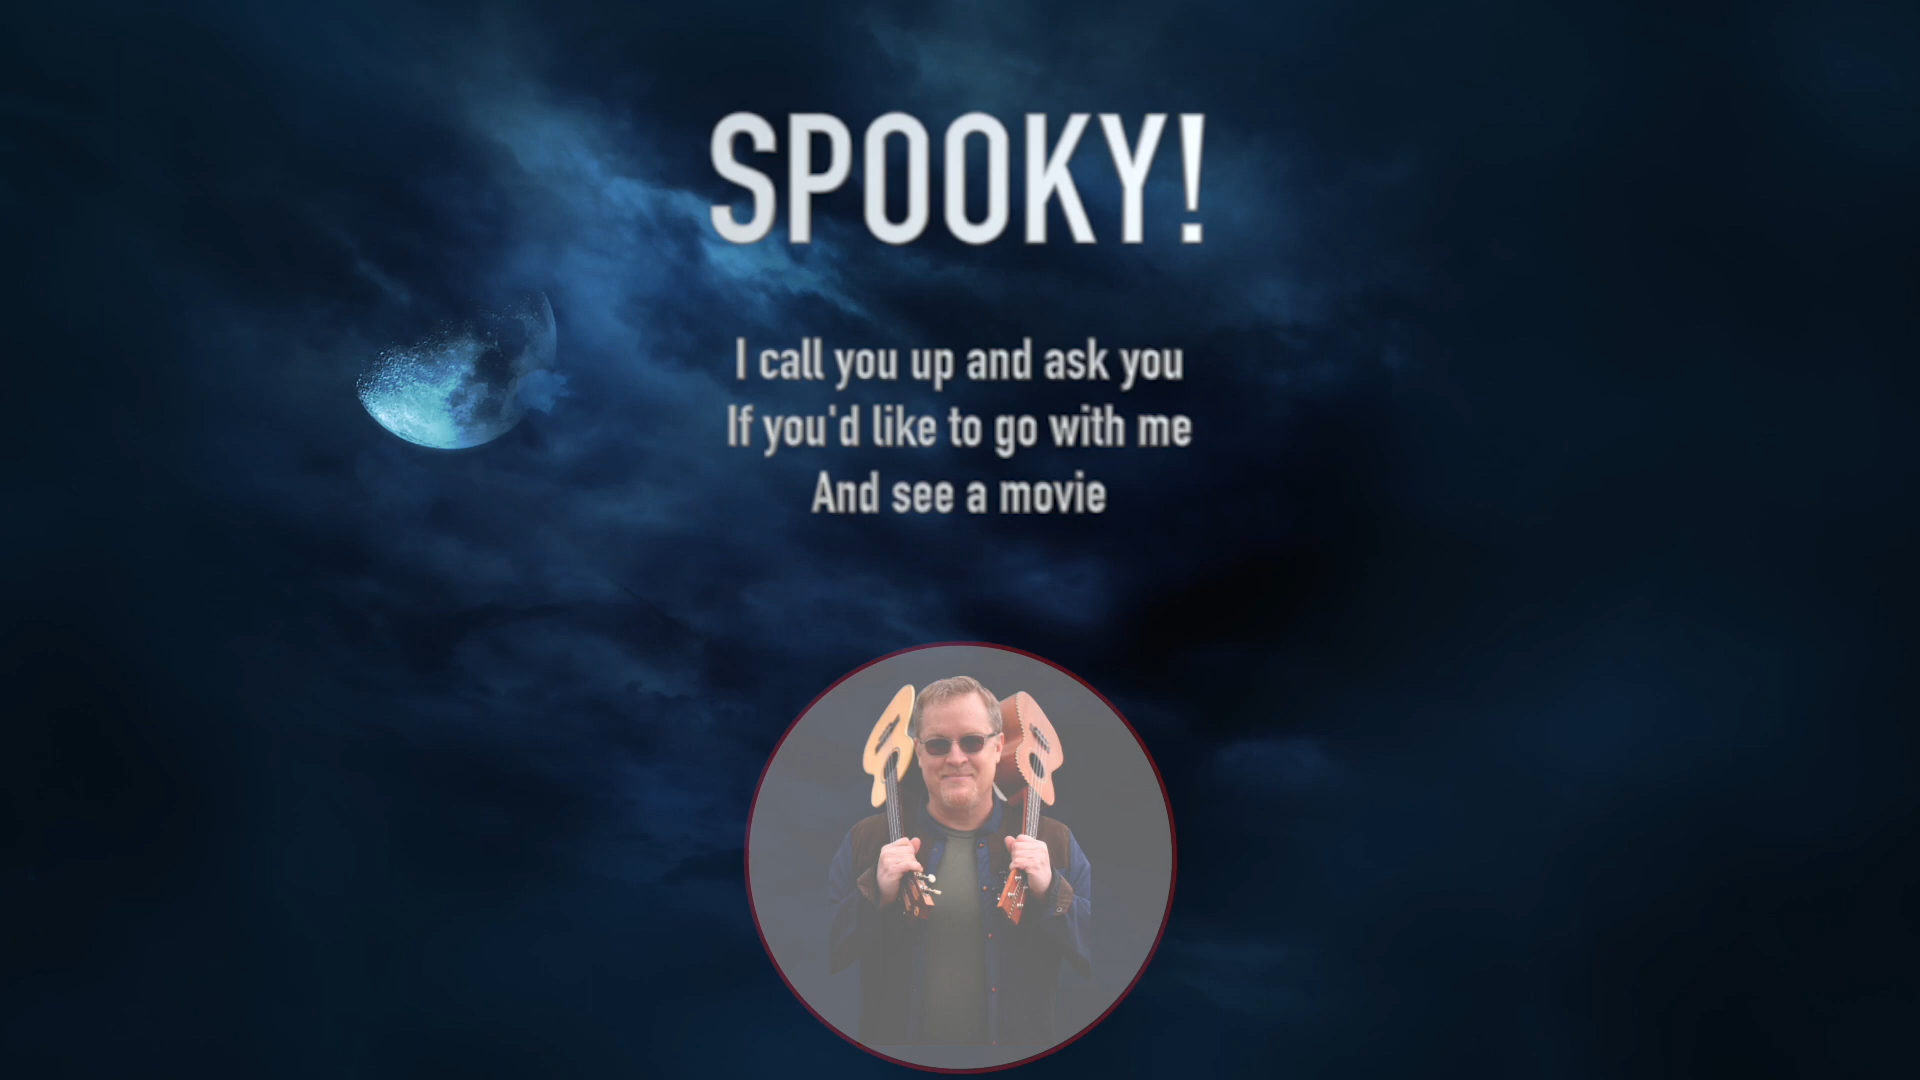 SPOOKY!
I call you up and ask you
If you'd like to go with me
And see a movie